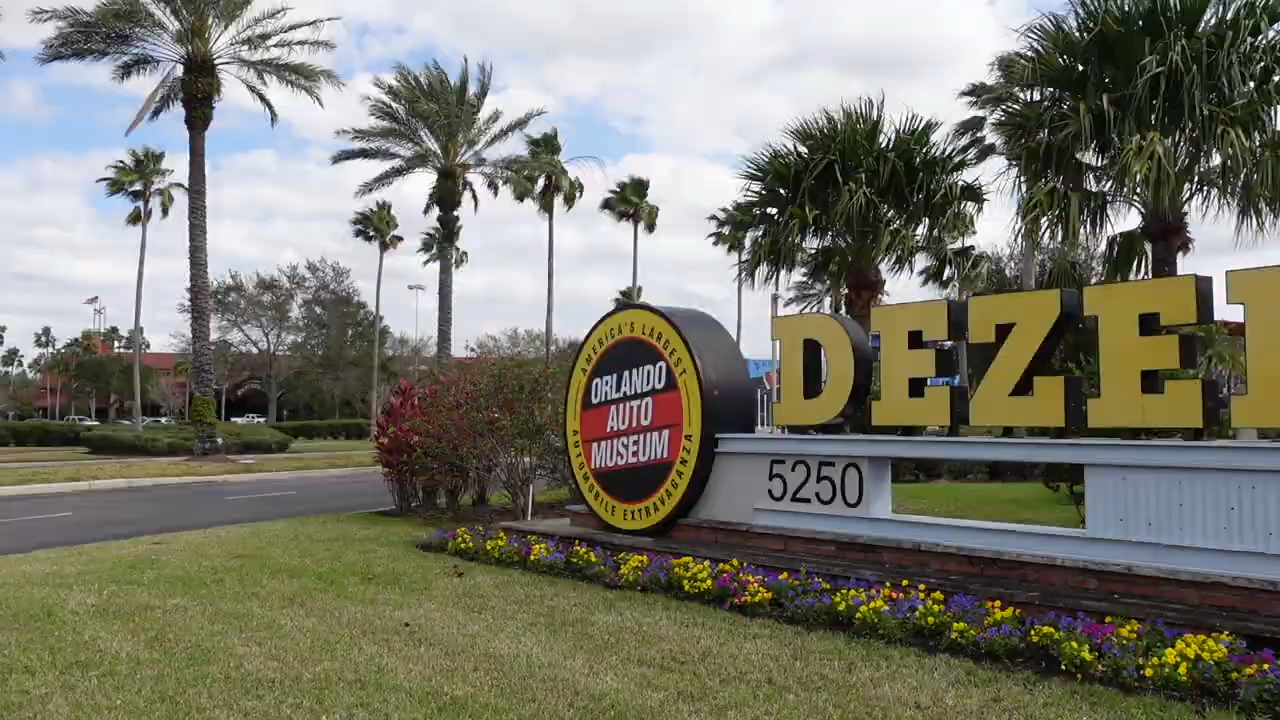 AMERICA'S LARGEST
ORLANDO
AUTO
MUSEUM
AUTOMOBILE EXTRAVAGANZA
DEZE
5250